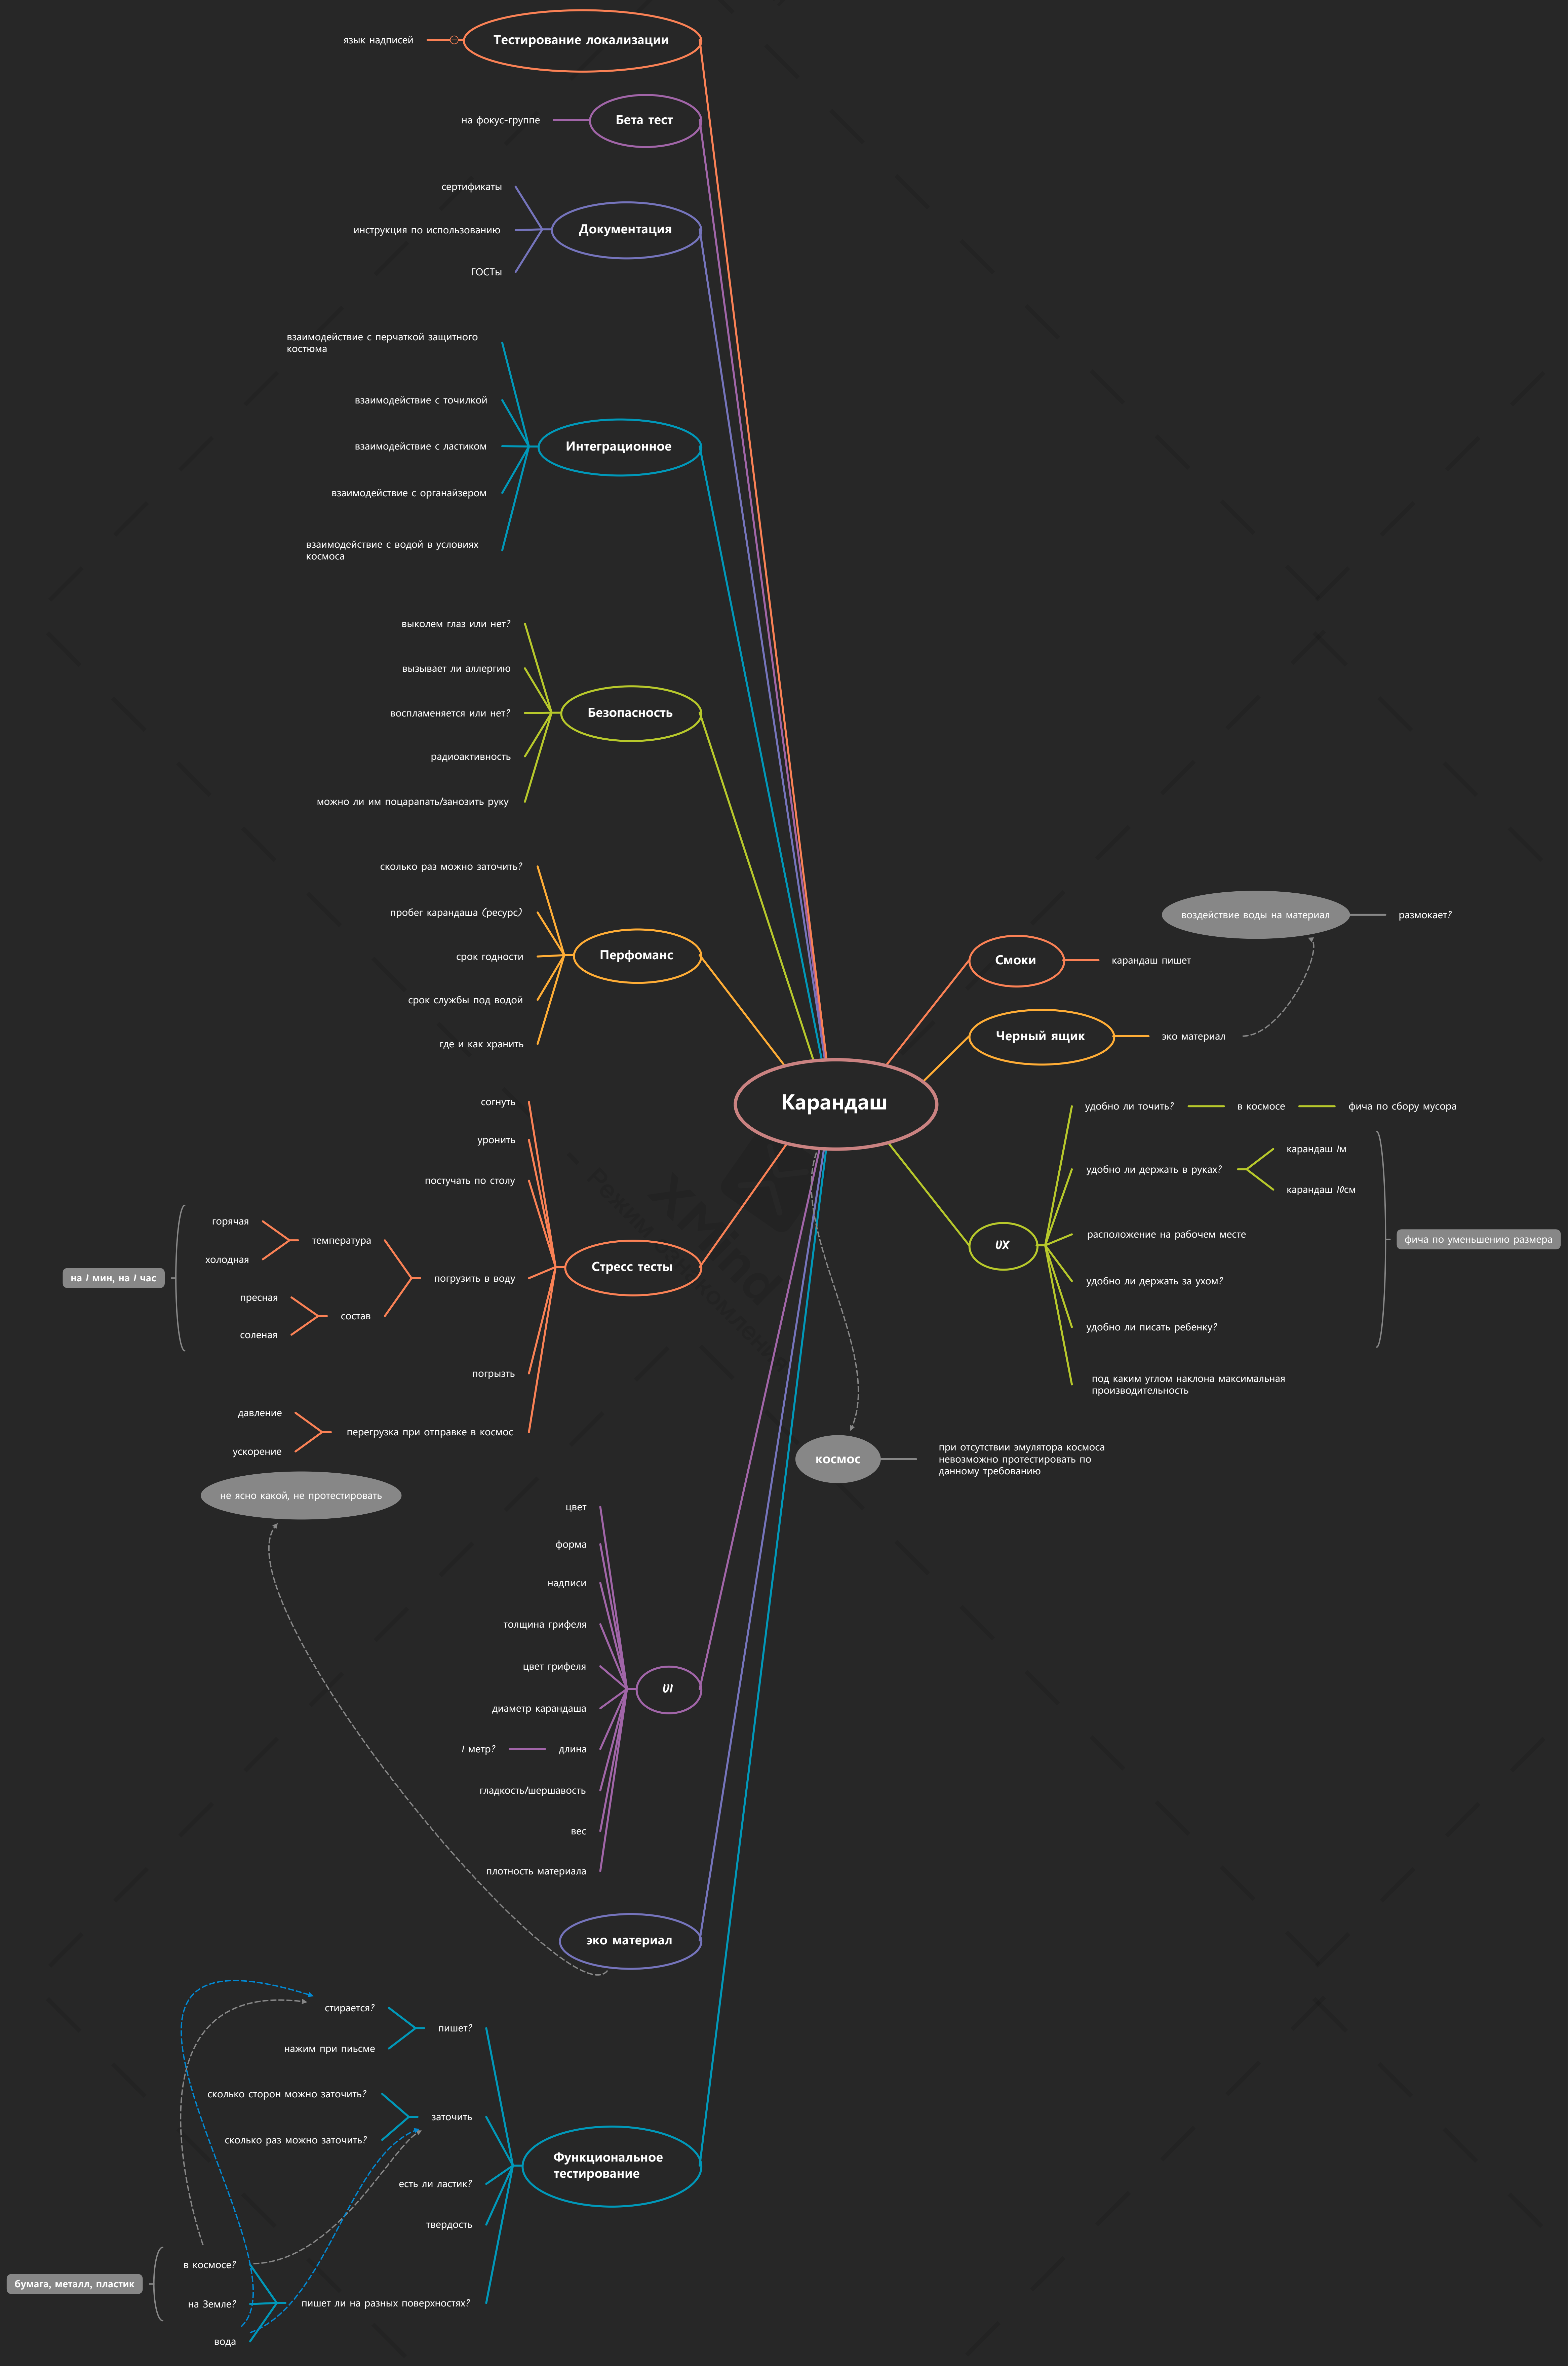 Тестирование локализации
язык надписей
Бета тест
на фокус-группе
Документация
сертификаты
инструкция по использованию
ГОСТы
Интеграционное
взаимодействие с перчаткой защитного
костюма
взаимодействие с точилкой
взаимодействие с ластиком
взаимодействие с органайзером
взаимодействие с водой в условиях
космоса
Безопасность
выколем глаз или нет?
вызывает ли аллергию
воспламеняется или нет?
радиоактивность
можно ли им поцарапать/занозить руку
Перфоманс
сколько раз можно заточить?
пробег карандаша (ресурс)
срок годности
срок службы под водой
где и как хранить
Карандаш
Смоки
карандаш пишет
воздействие воды на материал
размокает?
Черный ящик
эко материал
UX
удобно ли точить?
в космосе
фича по сбору мусора
удобно ли держать в руках?
карандаш 1м
карандаш 10см
расположение на рабочем месте
удобно ли держать за ухом?
удобно ли писать ребенку?
под каким углом наклона максимальная
производительность
фича по уменьшению размера
космос
при отсутствии эмулятора космоса
невозможно протестировать по
данному требованию
Стресс тесты
согнуть
уронить
постучать по столу
погрузить в воду
температура
горячая
холодная
состав
пресная
соленая
на 1 мин, на 1 час
погрызть
перегрузка при отправке в космос
давление
ускорение
не ясно какой, не протестировать
UI
цвет
форма
надписи
толщина грифеля
цвет грифеля
диаметр карандаша
длина
1 метр?
гладкость/шершавость
вес
плотность материала
эко материал
Функциональное
тестирование
пишет?
стирается?
нажим при пиьсме
заточить
сколько сторон можно заточить?
сколько раз можно заточить?
есть ли ластик?
твердость
пишет ли на разных поверхностях?
в космосе?
на Земле?
вода
бумага, металл, пластик
XMind